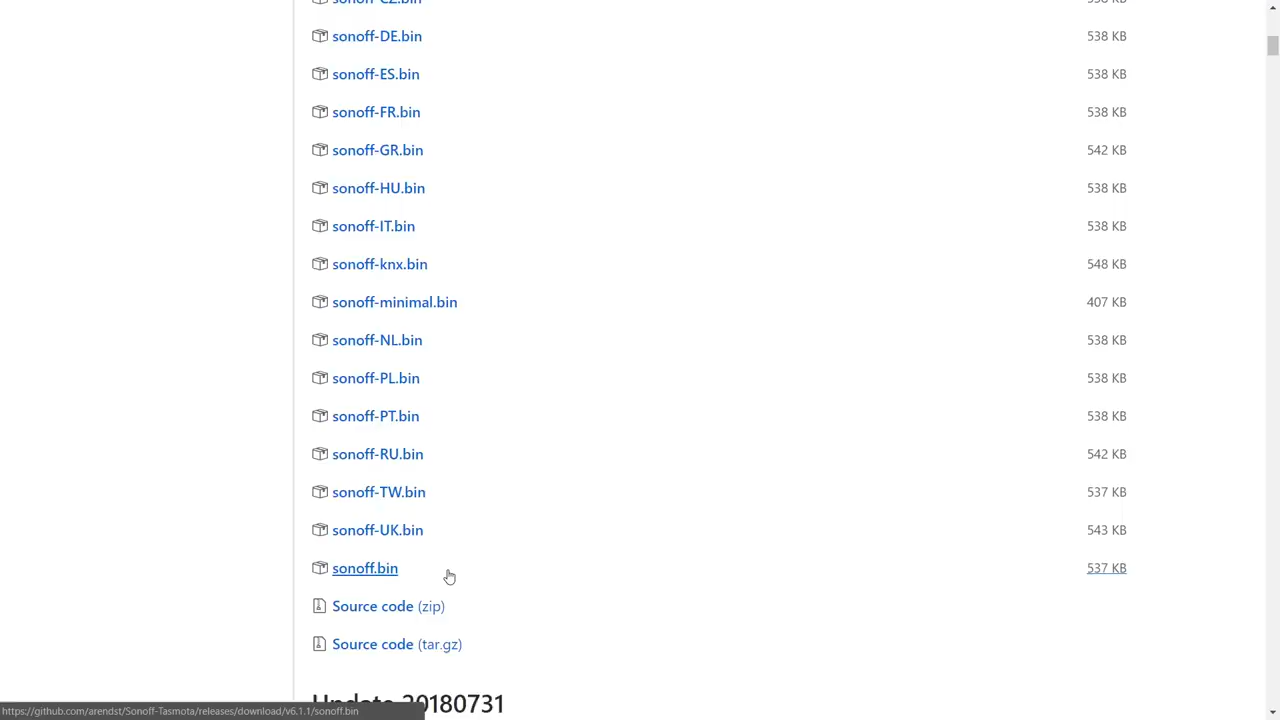 sonoff-CZ.bin 538 KB
sonoff-DE.bin 538 KB
sonoff-ES.bin 538 KB
sonoff-FR.bin 538 KB
sonoff-GR.bin 542 KB
sonoff-HU.bin 538 KB
sonoff-IT.bin 538 KB
sonoff-knx.bin 548 KB
sonoff-minimal.bin 407 KB
sonoff-NL.bin 538 KB
sonoff-PL.bin 538 KB
sonoff-PT.bin 538 KB
sonoff-RU.bin 542 KB
sonoff-TW.bin 537 KB
sonoff-UK.bin 543 KB
sonoff.bin 537 KB
Source code (zip)
Source code (tar.gz)
Update 20180731
https://github.com/arendst/Sonoff-Tasmota/releases/download/v6.1.1/sonoff.bin